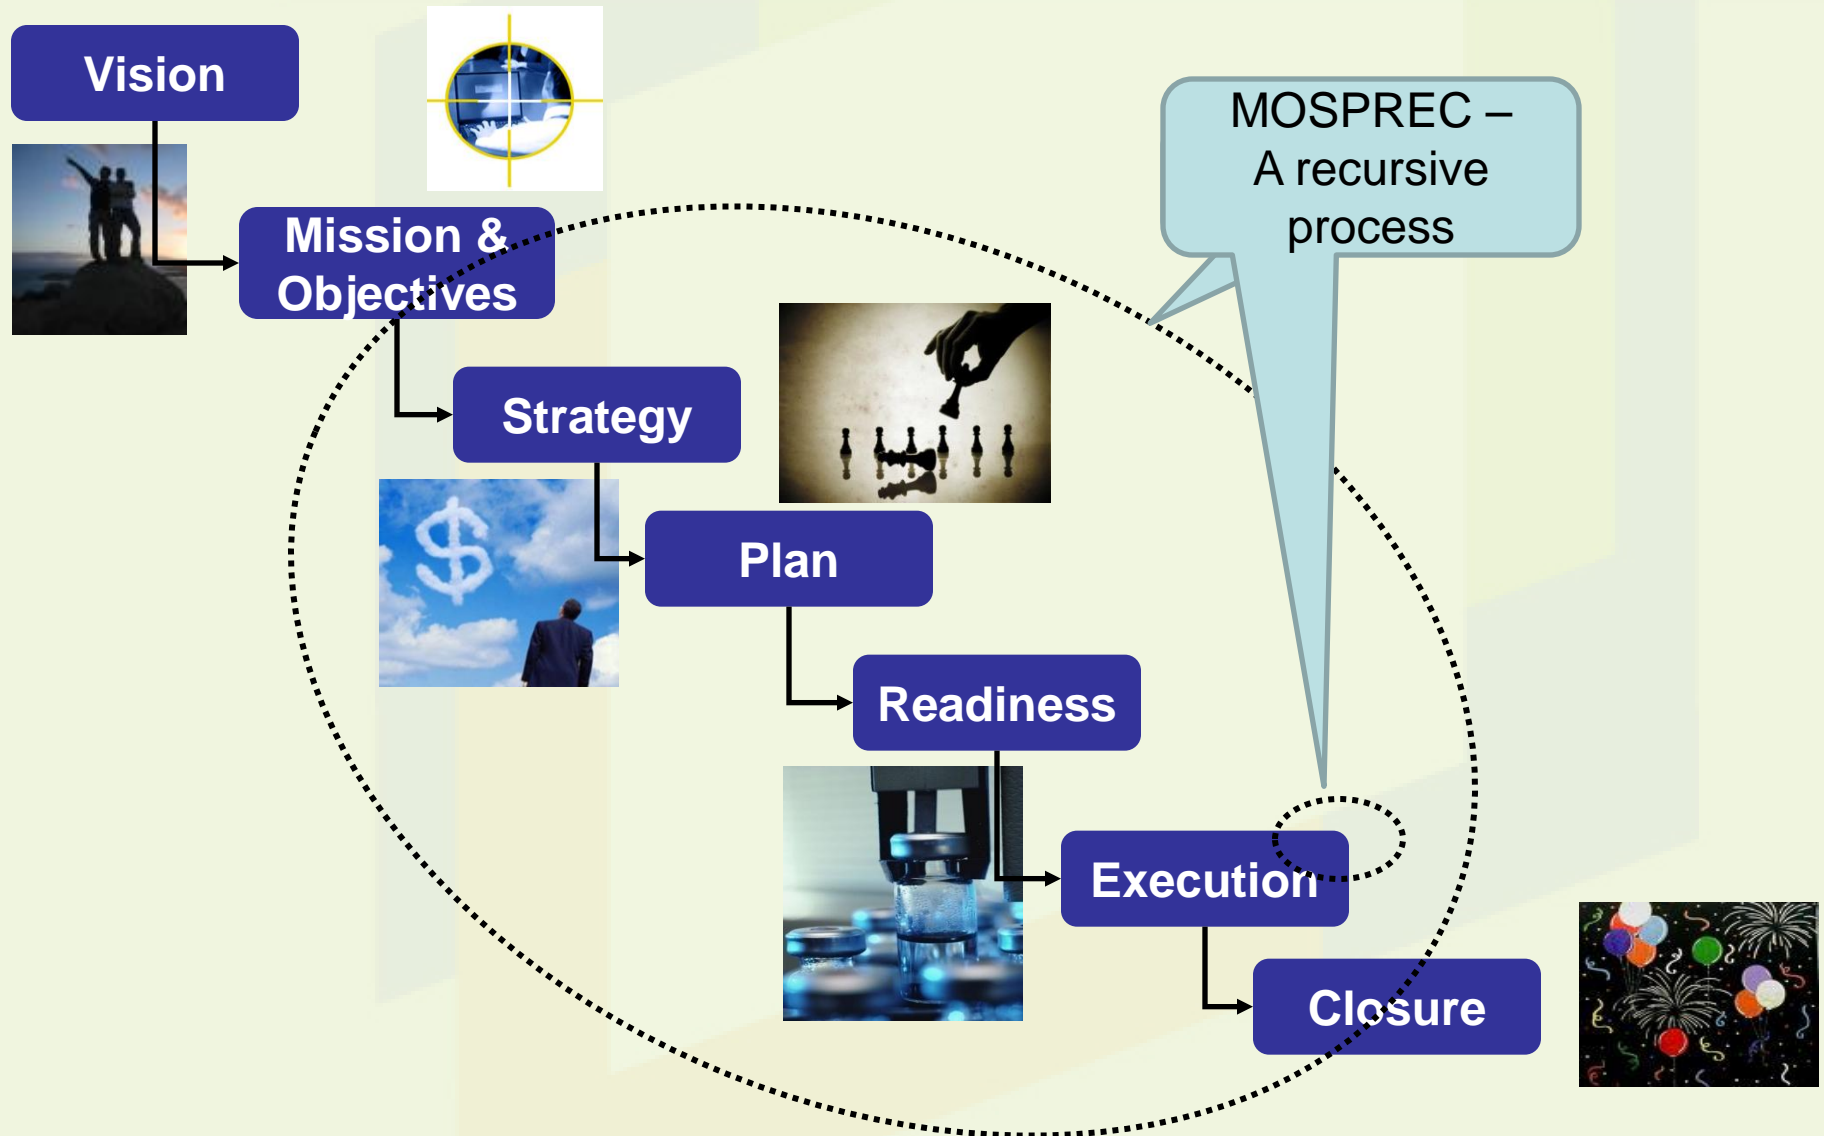 Vision
MOSPREC –
A recursive
process
Mission &
Objectives
Strategy
Plan
Readiness
Execution
Closure